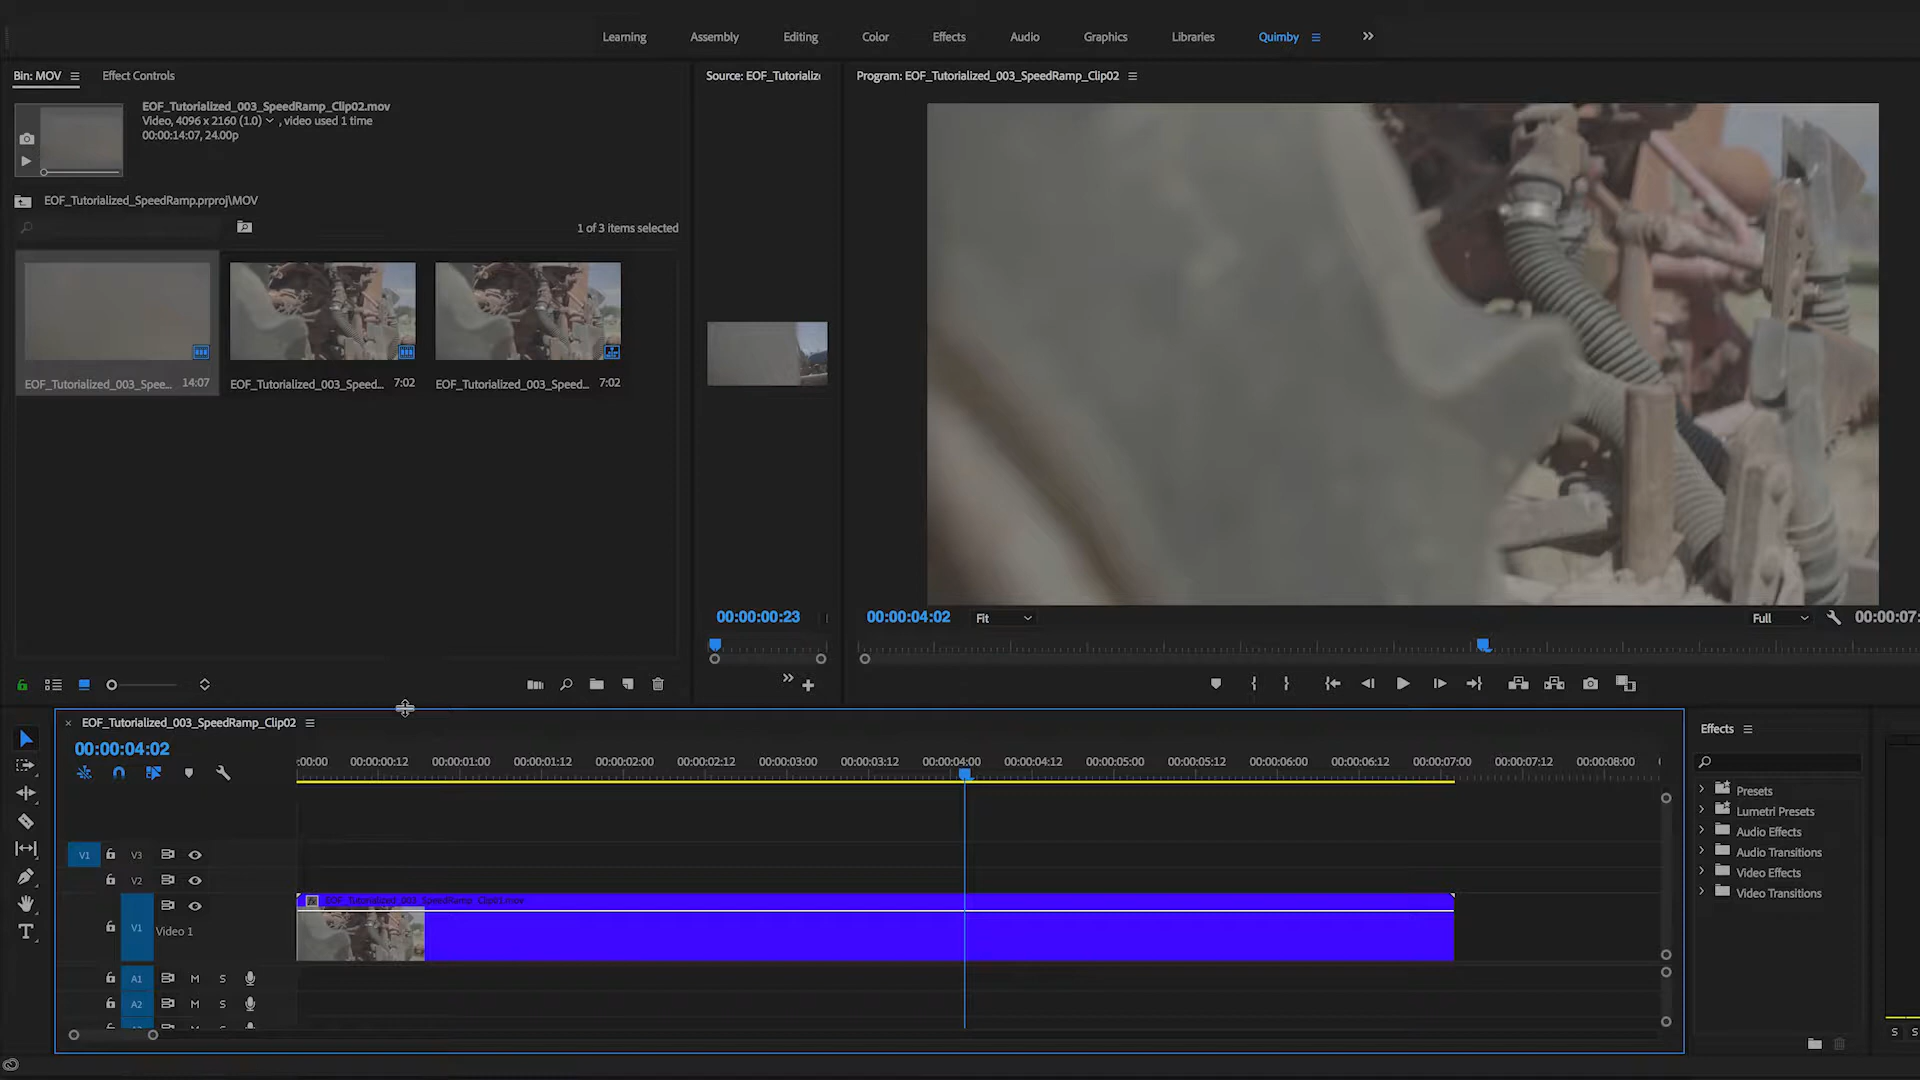 Learning Assembly Editing Color Effects Audio Graphics Libraries Quimby
Bin: MOV Effect Controls
EOF_Tutorialized_003_SpeedRamp_Clip02.mov
Video, 4096 x 2160 (1.0) , video used 1 time
00:00:14:07, 24.00p
EOF_Tutorialized_SpeedRamp.prproj\MOV
1 of 3 items selected
EOF_Tutorialized_003_Spee... 14:07
EOF_Tutorialized_003_Speed... 7:02
EOF_Tutorialized_003_Speed... 7:02
Source: EOF_Tutorializ
00:00:00:23
Program: EOF_Tutorialized_003_SpeedRamp_Clip02
00:00:04:02 Fit Full 00:00:07:
EOF_Tutorialized_003_SpeedRamp_Clip02
00:00:04:02
:00:00 00:00:00:12 00:00:01:00 00:00:01:12 00:00:02:00 00:00:02:12 00:00:03:00 00:00:03:12 00:00:04:00 00:00:04:12 00:00:05:00 00:00:05:12 00:00:06:00 00:00:06:12 00:00:07:00 00:00:07:12 00:00:08:00
V1 V3
V2
EOF_Tutorialized_003_SpeedRamp_Clip01.mov
V1 Video 1
A1 M S
A2 M S
Effects
Presets
Lumetri Presets
Audio Effects
Audio Transitions
Video Effects
Video Transitions
S S